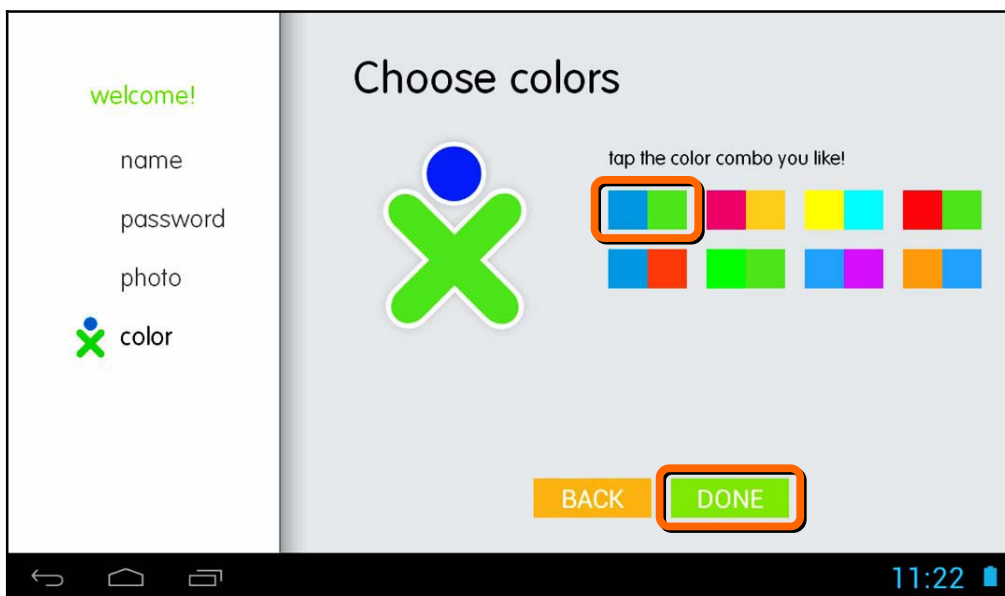 welcome!
name
password
photo
color
Choose colors
tap the color combo you like!
BACK
DONE
11:22